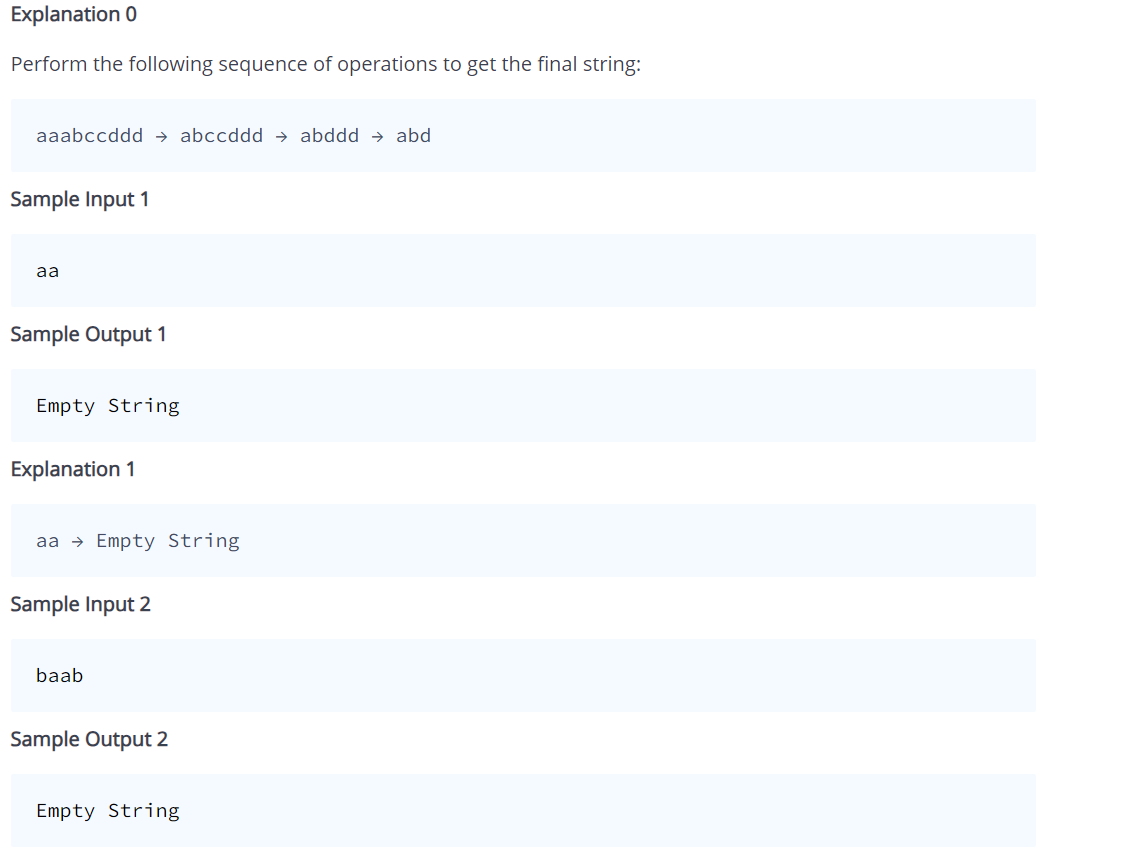 Explanation 0
Perform the following sequence of operations to get the final string:
aaabccddd → abccddd → abddd → abd
Sample Input 1
aa
Sample Output 1
Empty String
Explanation 1
aa → Empty String
Sample Input 2
baab
Sample Output 2
Empty String